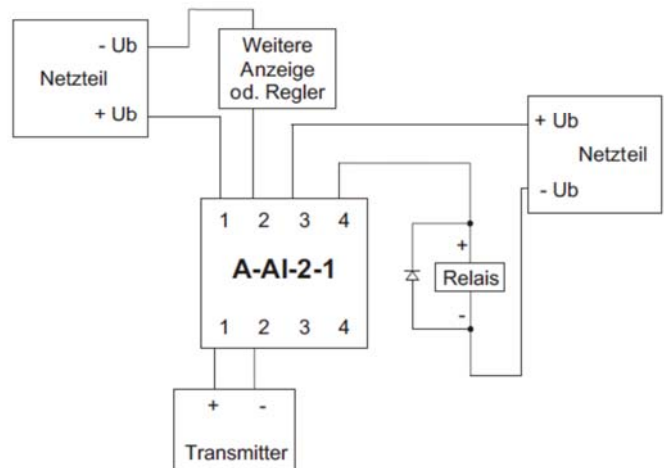 - Ub
Netzteil
+ Ub
Weitere
Anzeige
od. Regler
+ Ub
Netzteil
- Ub
1 2 3 4
A-AI-2-1
1 2 3 4
+
Relais
-
+ -
Transmitter